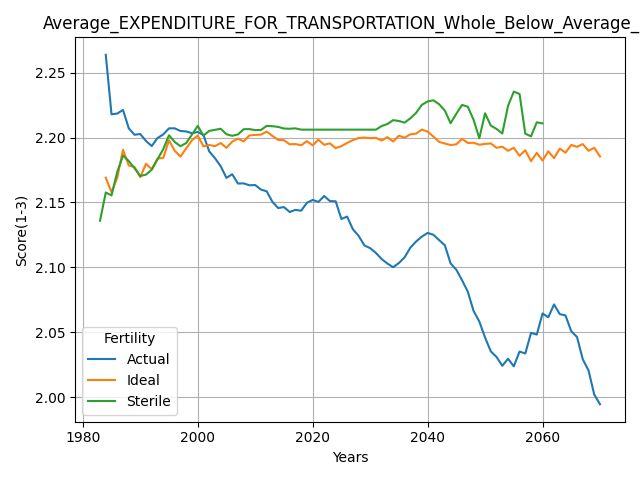 Average_EXPENDITURE_FOR_TRANSPORTATION_Whole_Below_Average_
Score(1-3)
2.25
2.20
2.15
2.10
2.05
2.00
Fertility
Actual
Ideal
Sterile
1980 2000 2020 2040 2060
Years